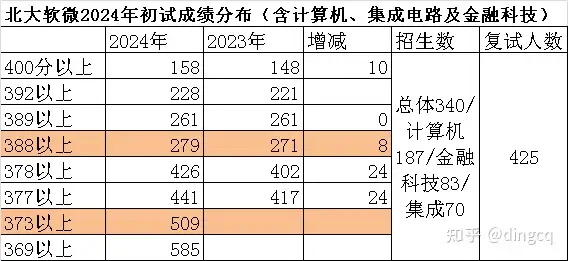 北大软微2024年初试成绩分布（含计算机、集成电路及金融科技）
2024年 2023年 增减 招生数 复试人数
400分以上 158 148 10
392以上 228 221
389以上 261 261 0
388以上 279 271 8
378以上 426 402 24
377以上 441 417 24
373以上 509
369以上 585
总体340/
计算机
187/金融
科技83/
集成70
425
知乎 @dingcq